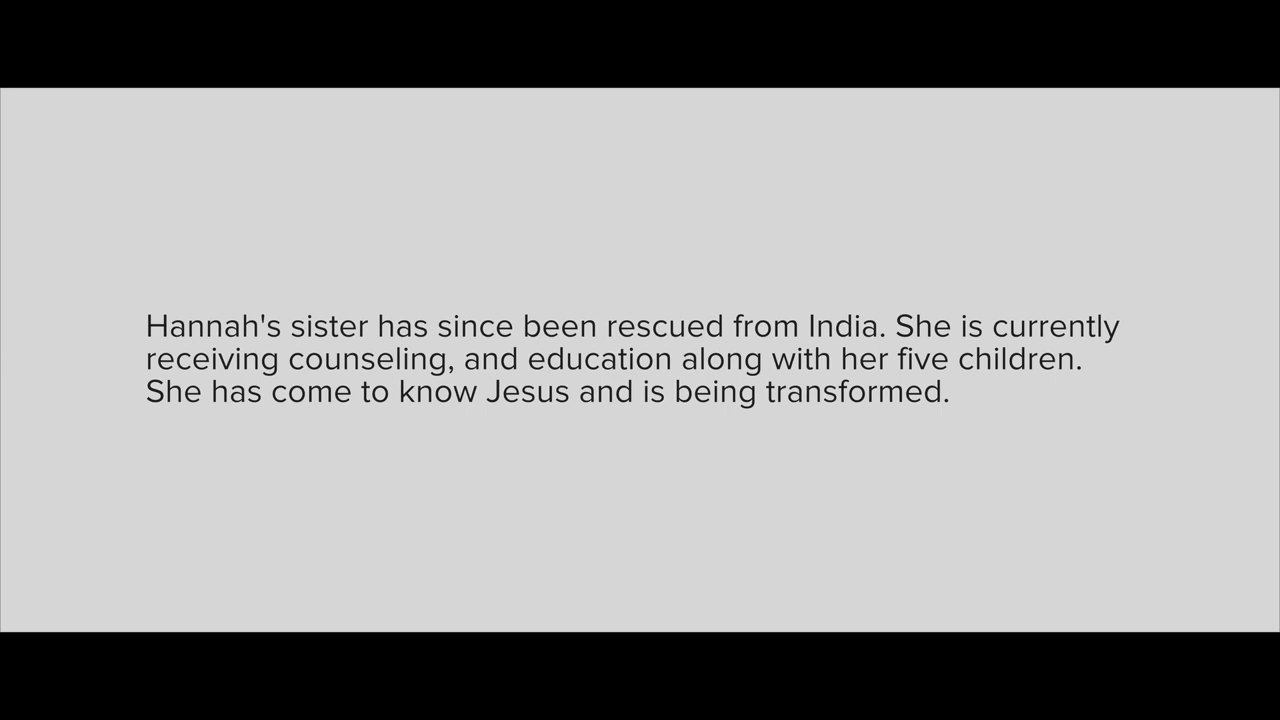 Hannah's sister has since been rescued from India. She is currently
receiving counseling, and education along with her five children.
She has come to know Jesus and is being transformed.